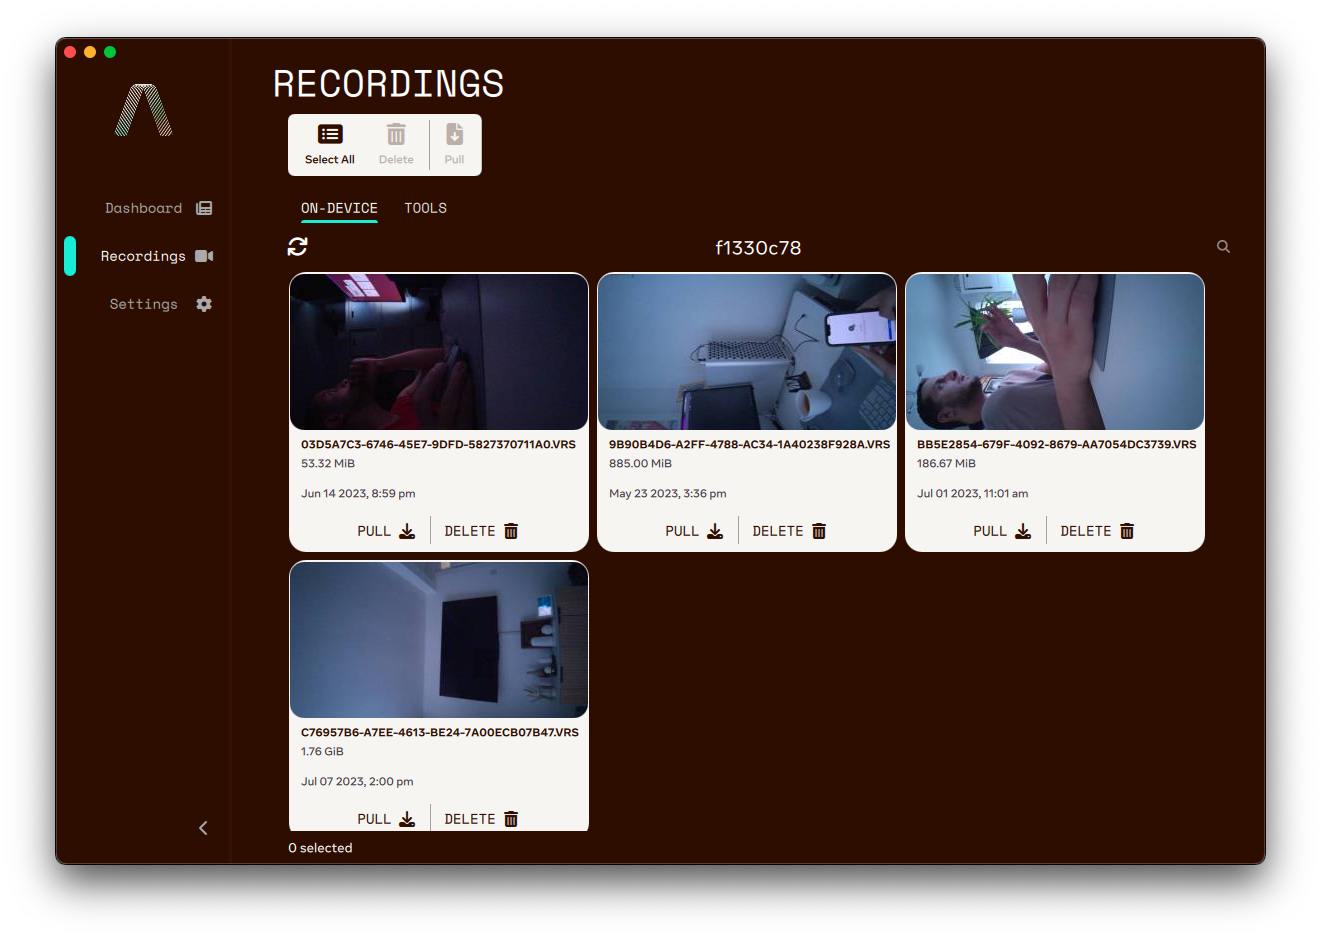 RECORDINGS
Select All
Delete
Pull
Dashboard
Recordings
Settings
ON-DEVICE
TOOLS
f1330c78
03D5A7C3-6746-45E7-9DFD-5827370711A0.VRS
53.32 MiB
Jun 14 2023, 8:59 pm
PULL
DELETE
9B90B4D6-A2FF-4788-AC34-1A40238F928A.VRS
885.00 MiB
May 23 2023, 3:36 pm
PULL
DELETE
BB5E2854-679F-4092-8679-AA7054DC3739.VRS
186.67 MiB
Jul 01 2023, 11:01 am
PULL
DELETE
C76957B6-A7EE-4613-BE24-7A00ECB07B47.VRS
1.76 GiB
Jul 07 2023, 2:00 pm
PULL
DELETE
0 selected